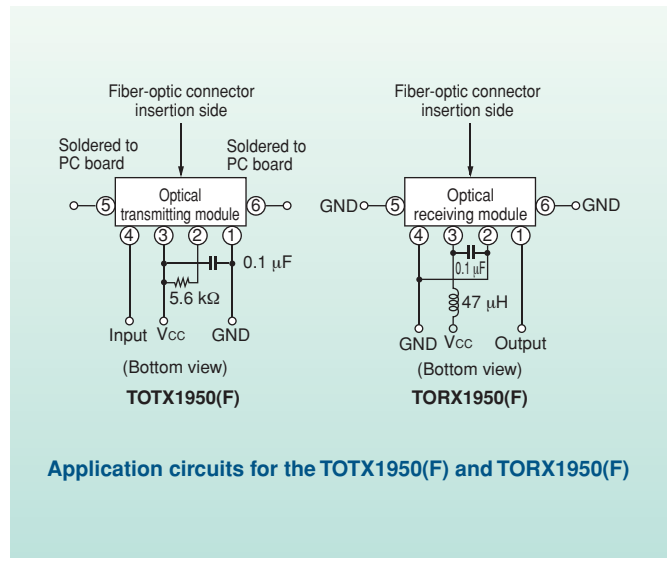 Fiber-optic connector
insertion side
Soldered to
PC board
Soldered to
PC board
Optical
transmitting module
5
6
4
3
2
1
0.1 μF
5.6 kΩ
Input
Vcc
GND
(Bottom view)
TOTX1950(F)
Fiber-optic connector
insertion side
GND
5
Optical
receiving module
6
GND
4
3
2
1
0.1 μF
47 μH
GND
Vcc
Output
(Bottom view)
TORX1950(F)
Application circuits for the TOTX1950(F) and TORX1950(F)